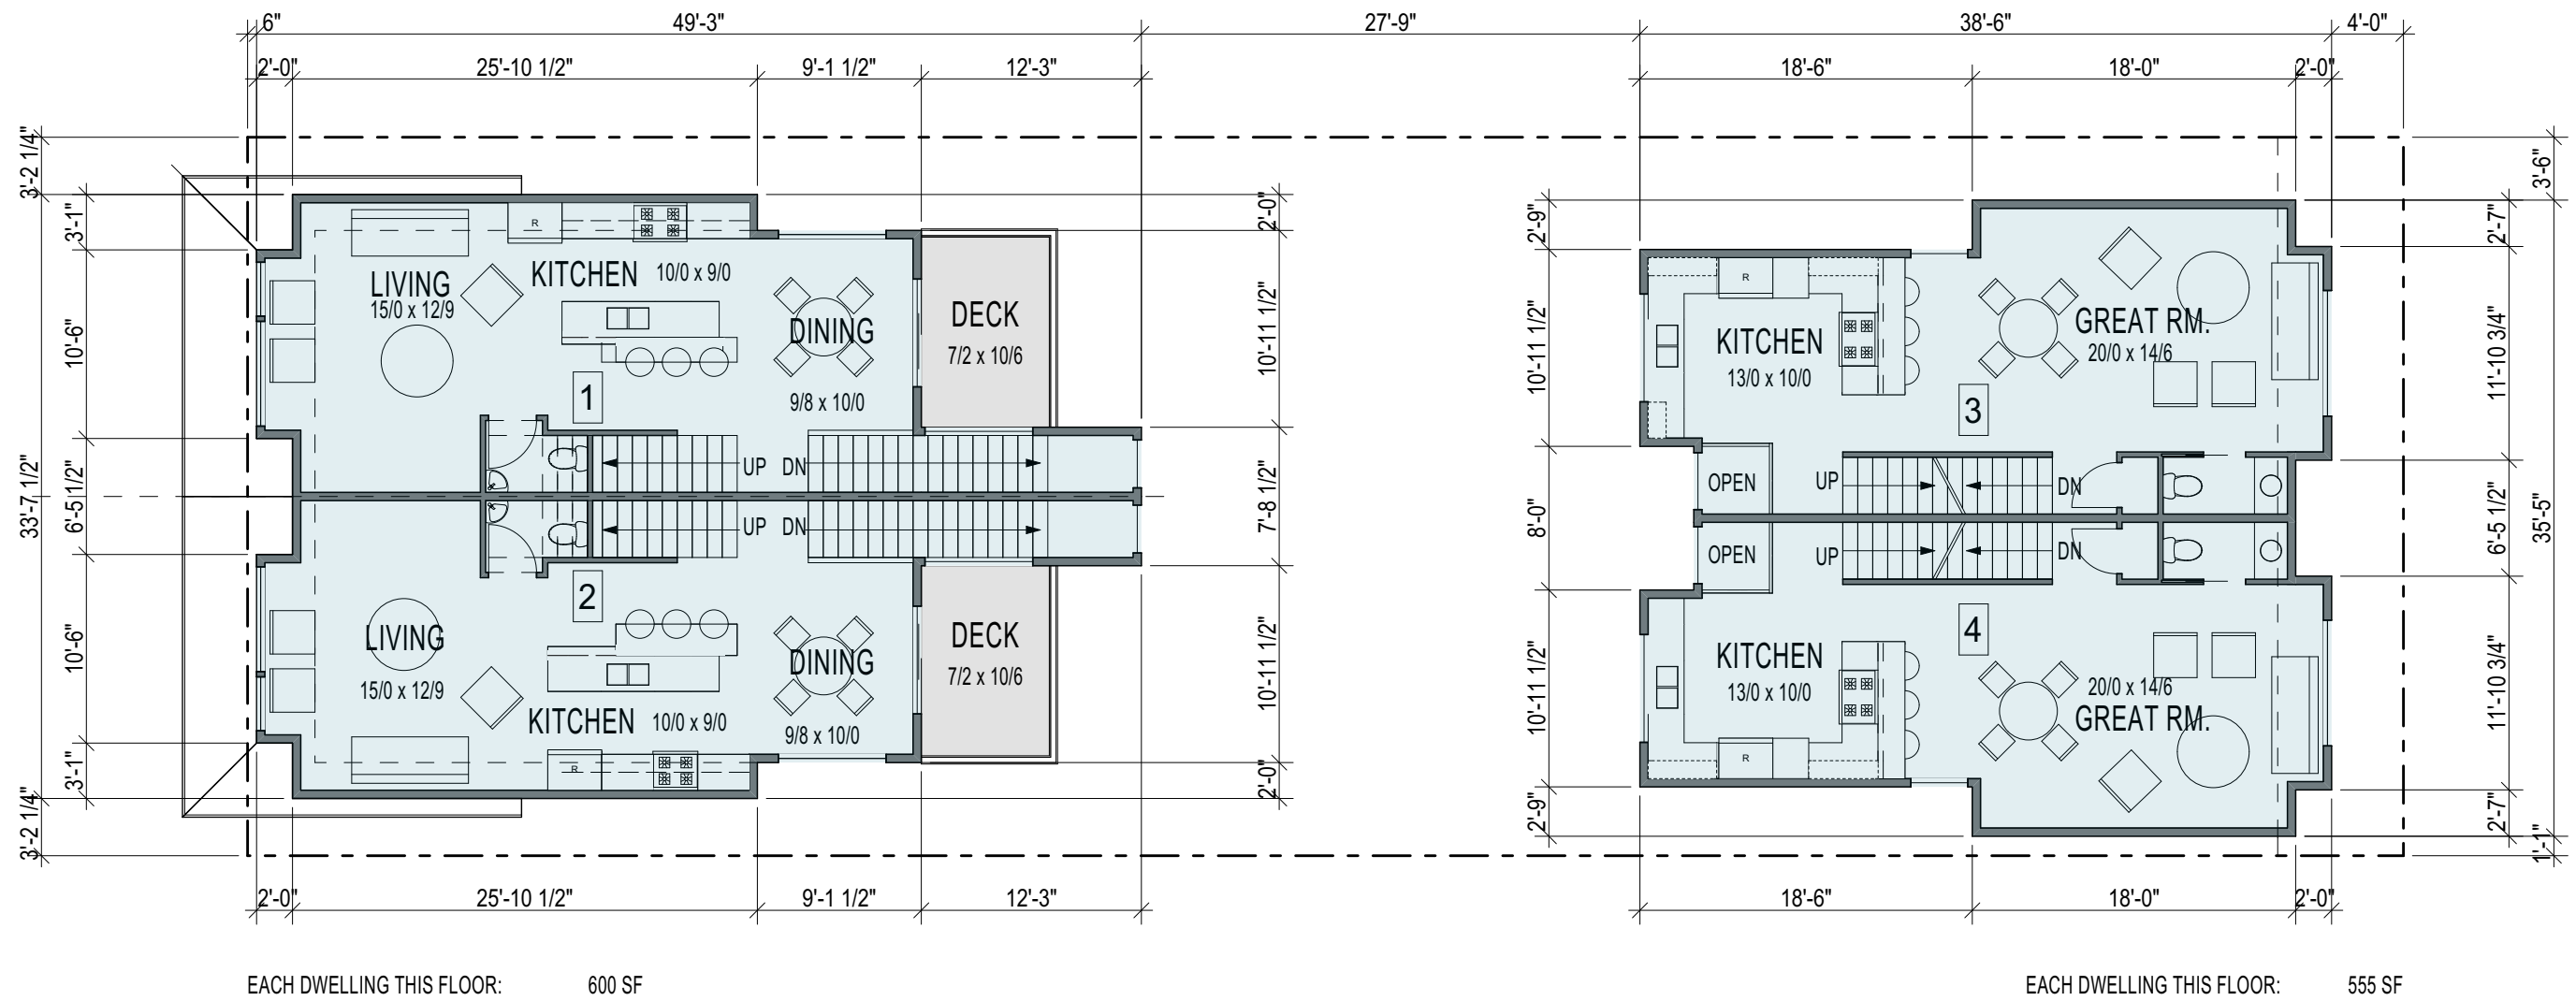 6"
49'-3"
27'-9"
38'-6"
4'-0"
2'-0"
25'-10 1/2"
9'-1 1/2"
12'-3"
18'-6"
18'-0"
2'-0"
3'-2 1/4"
3'-1"
10'-6"
33'-7 1/2"
6'-5 1/2"
10'-6"
3'-1"
3'-2 1/4"
LIVING
15/0 x 12/9
R
KITCHEN 10/0 x 9/0
DINING
9/8 x 10/0
DECK
7/2 x 10/6
1
UP DN
UP DN
2
LIVING
15/0 x 12/9
KITCHEN 10/0 x 9/0
R
DINING
9/8 x 10/0
DECK
7/2 x 10/6
2'-0"
10'-11 1/2"
7'-8 1/2"
10'-11 1/2"
2'-0"
2'-9"
10'-11 1/2"
8'-0"
10'-11 1/2"
2'-9"
R
KITCHEN
13/0 x 10/0
GREAT RM.
20/0 x 14/6
3
OPEN
UP
DN
OPEN
UP
DN
4
KITCHEN
13/0 x 10/0
R
20/0 x 14/6
GREAT RM.
3'-6"
2'-7"
11'-10 3/4"
6'-5 1/2"
35'-5"
11'-10 3/4"
2'-7"
1'-1"
2'-0"
25'-10 1/2"
9'-1 1/2"
12'-3"
18'-6"
18'-0"
2'-0"
EACH DWELLING THIS FLOOR: 600 SF
EACH DWELLING THIS FLOOR: 555 SF